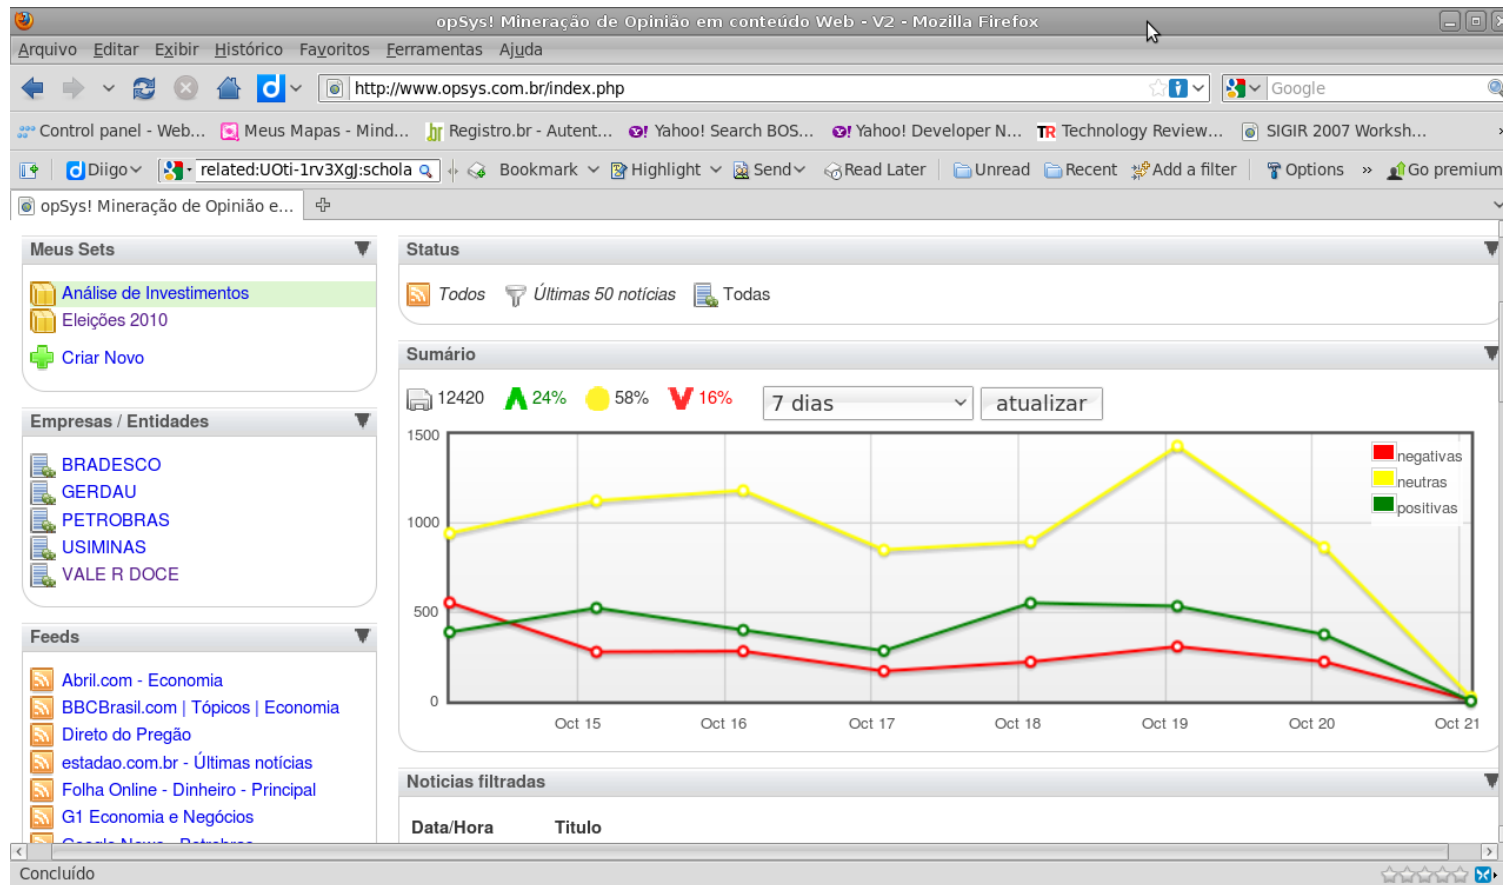 opSys! Mineração de Opinião em conteúdo Web - V2 - Mozilla Firefox
Arquivo Editar Exibir Histórico Favoritos Ferramentas Ajuda
http://www.opsys.com.br/index.php Google
Control panel - Web... Meus Mapas - Mind... Registro.br - Autent... Yahoo! Search BOS... Yahoo! Developer N... TR Technology Review... SIGIR 2007 Worksh...
Diigo related:UOti-1rv3XgJ:schola Bookmark Highlight Send Read Later Unread Recent Add a filter Options » Go premium
opSys! Mineração de Opinião e...
Meus Sets
Análise de Investimentos
Eleições 2010
Criar Novo
Empresas / Entidades
BRADESCO
GERDAU
PETROBRAS
USIMINAS
VALE R DOCE
Feeds
Abril.com - Economia
BBCBrasil.com | Tópicos | Economia
Direto do Pregão
estadao.com.br - Últimas notícias
Folha Online - Dinheiro - Principal
G1 Economia e Negócios
Status
Todos Últimas 50 notícias Todas
Sumário
12420 24% 58% 16% 7 dias atualizar
1500
1000
500
0
negativas
neutras
positivas
Oct 15 Oct 16 Oct 17 Oct 18 Oct 19 Oct 20 Oct 21
Noticias filtradas
Data/Hora Titulo
Concluído